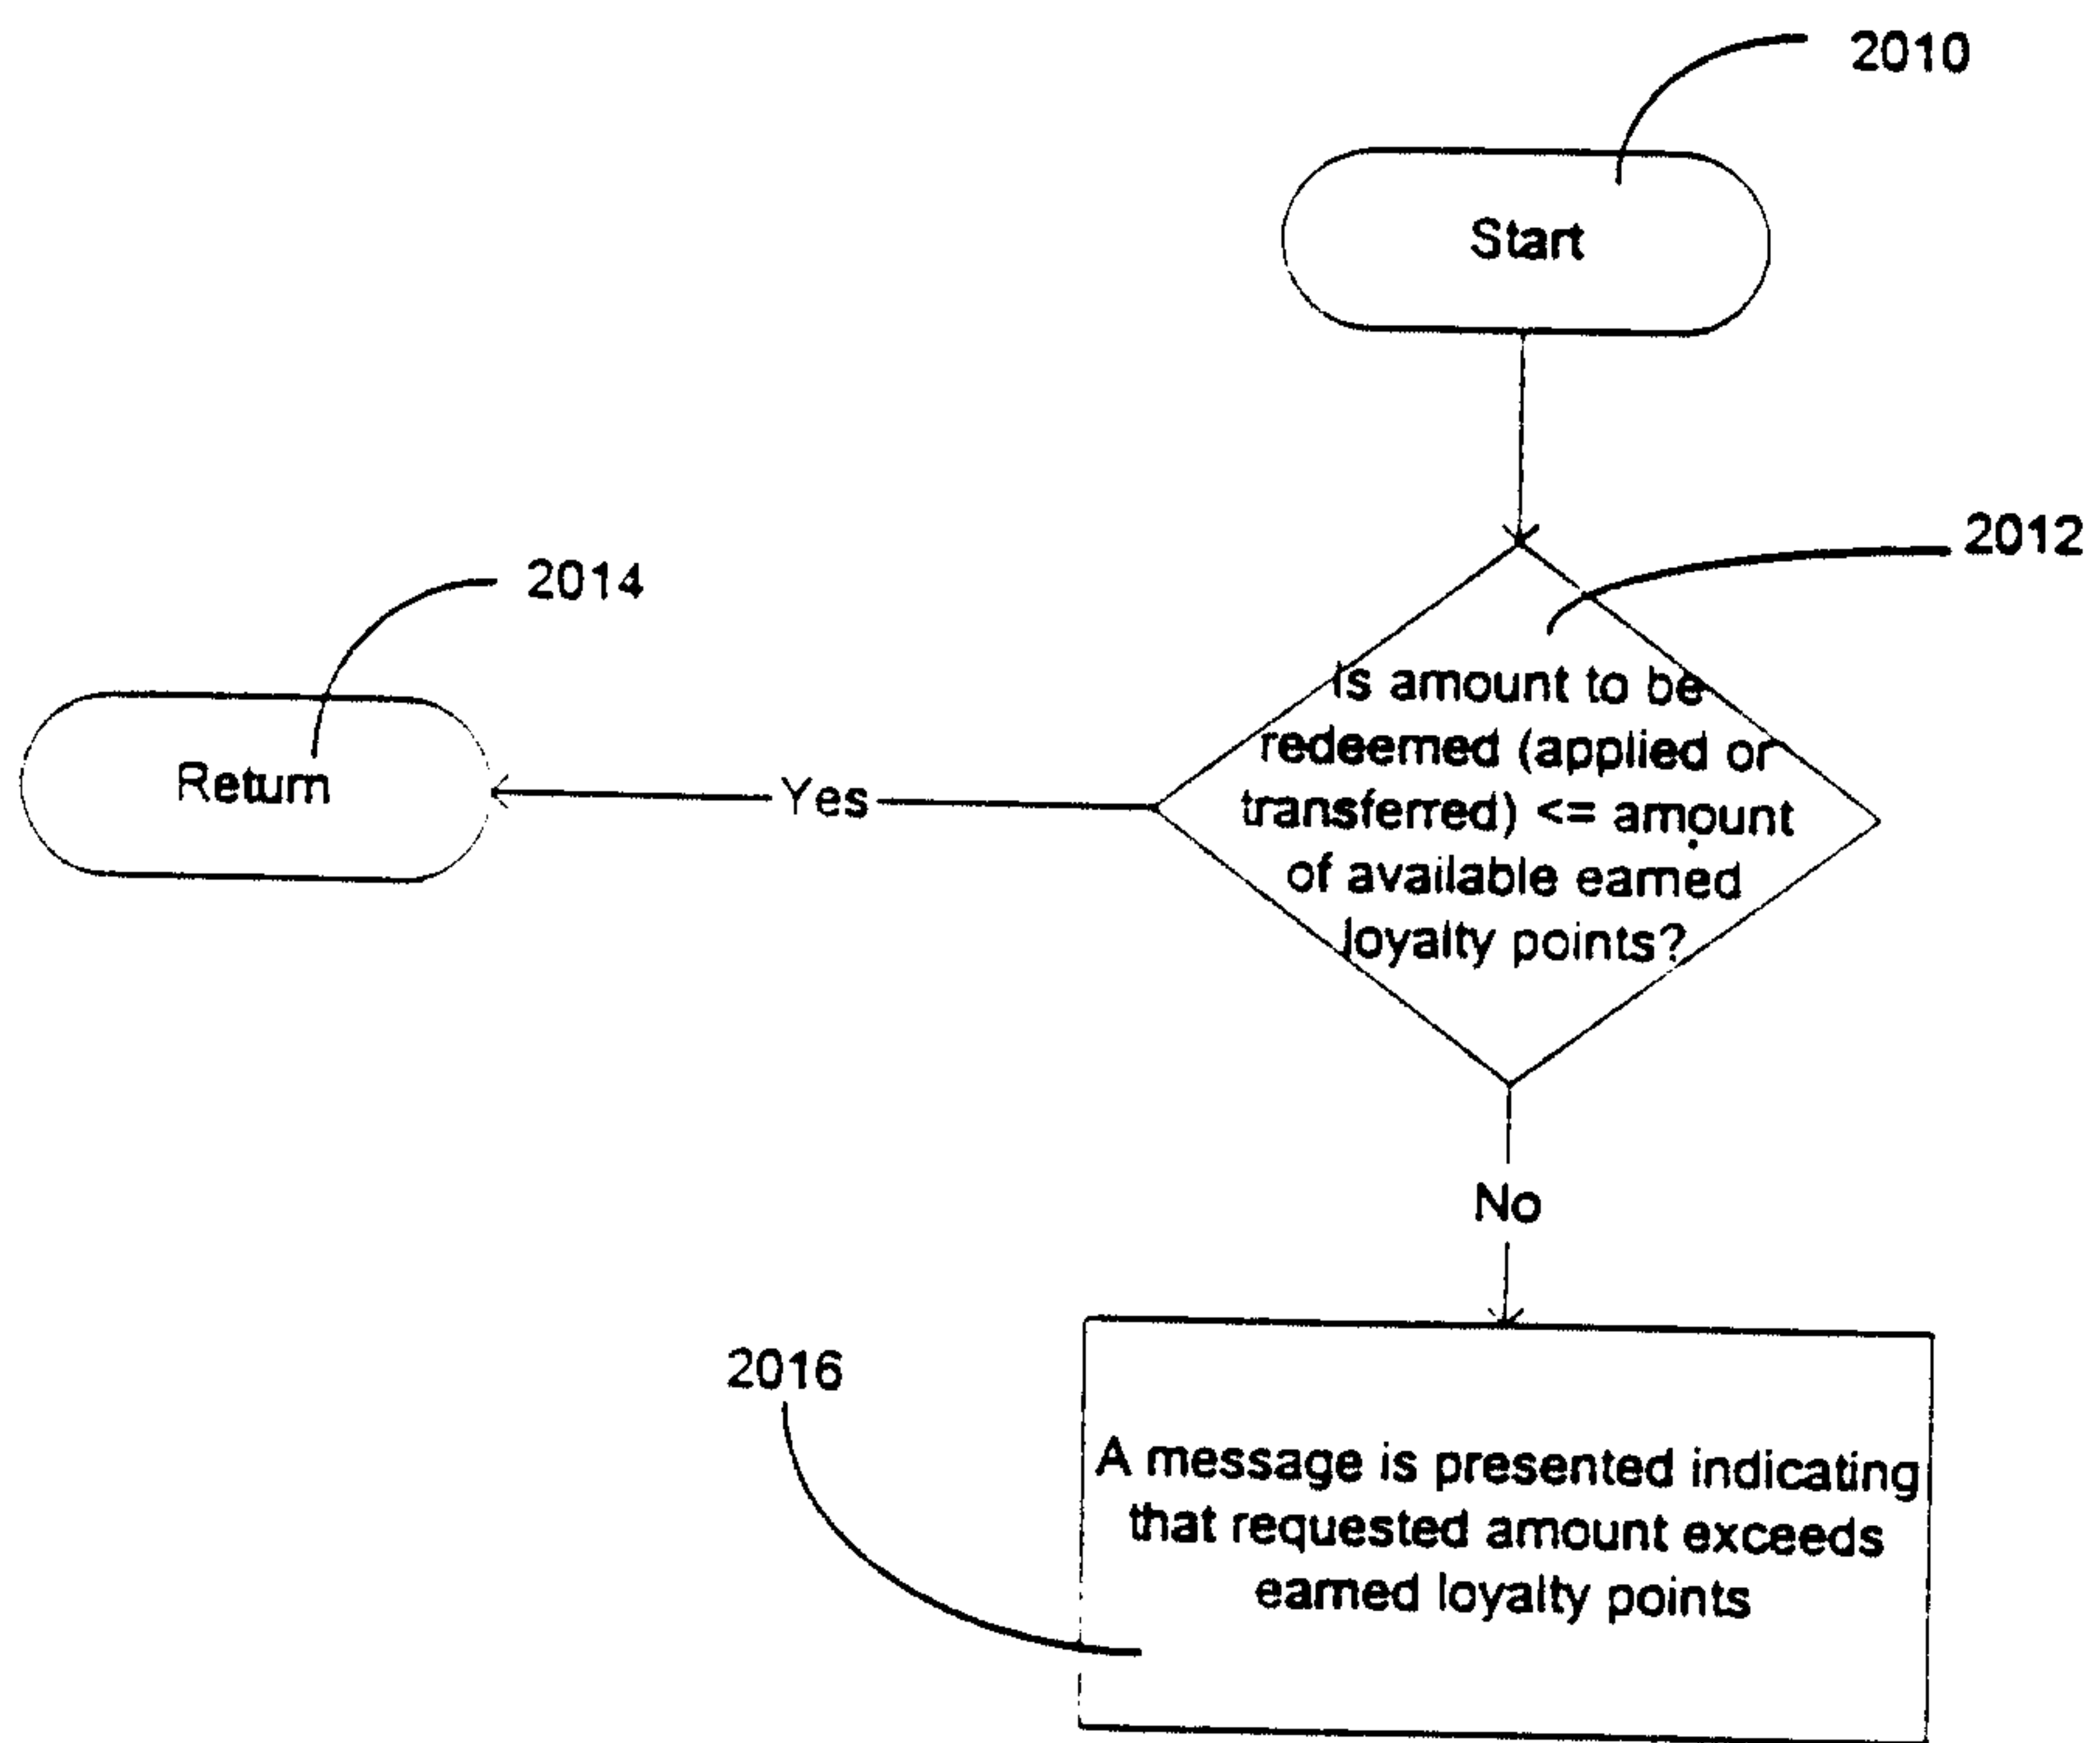 2010
Start
2012
2014
Is amount to be
redeemed (applied or
transferred) <= amount
of available earned
loyalty points?
Return
Yes
No
2016
A message is presented indicating
that requested amount exceeds
earned loyalty points